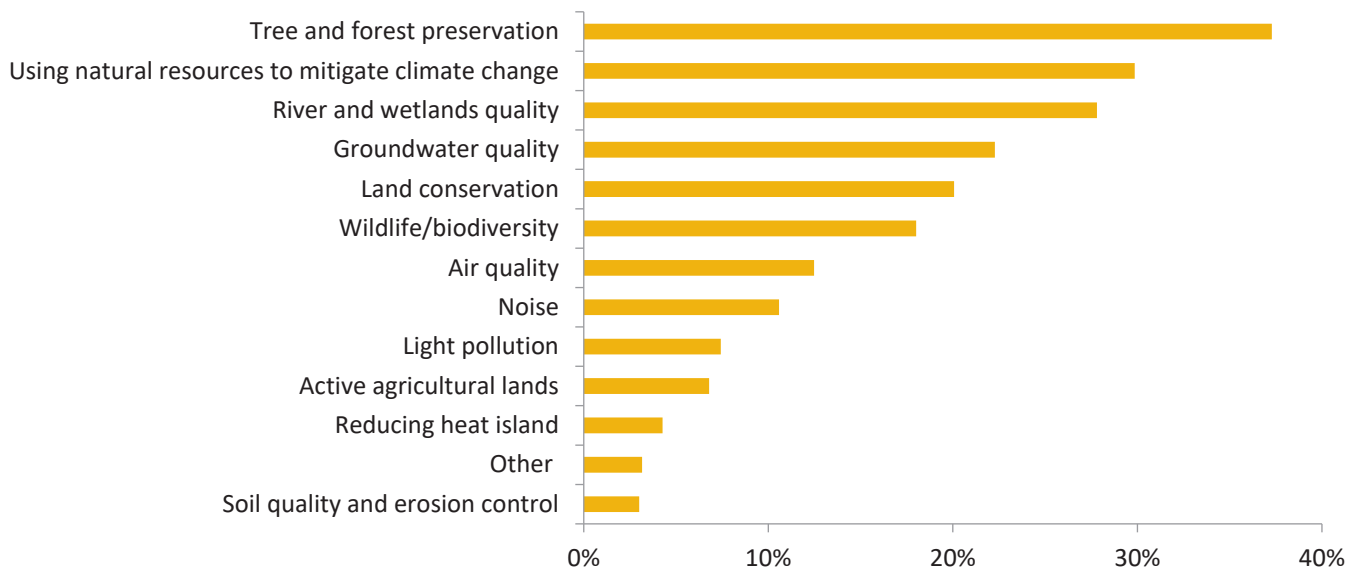 Tree and forest preservation
Using natural resources to mitigate climate change
River and wetlands quality
Groundwater quality
Land conservation
Wildlife/biodiversity
Air quality
Noise
Light pollution
Active agricultural lands
Reducing heat island
Other
Soil quality and erosion control
0% 10% 20% 30% 40%